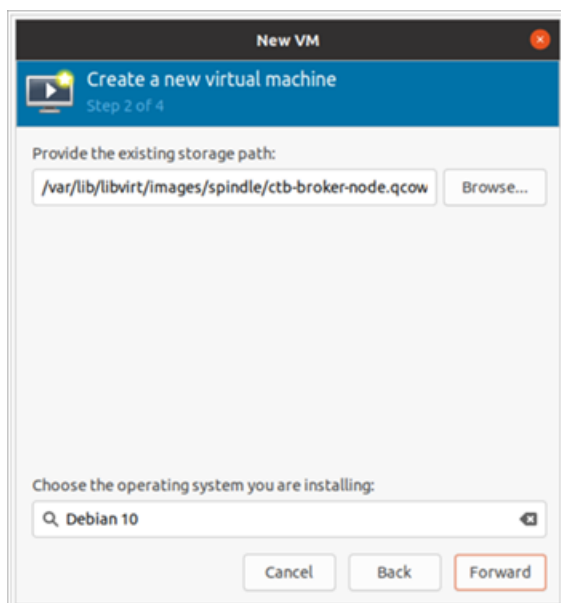 New VM
Create a new virtual machine
Step 2 of 4
Provide the existing storage path:
/var/lib/libvirt/images/spindle/ctb-broker-node.qcow
Browse...
Choose the operating system you are installing:
Debian 10
Cancel
Back
Forward